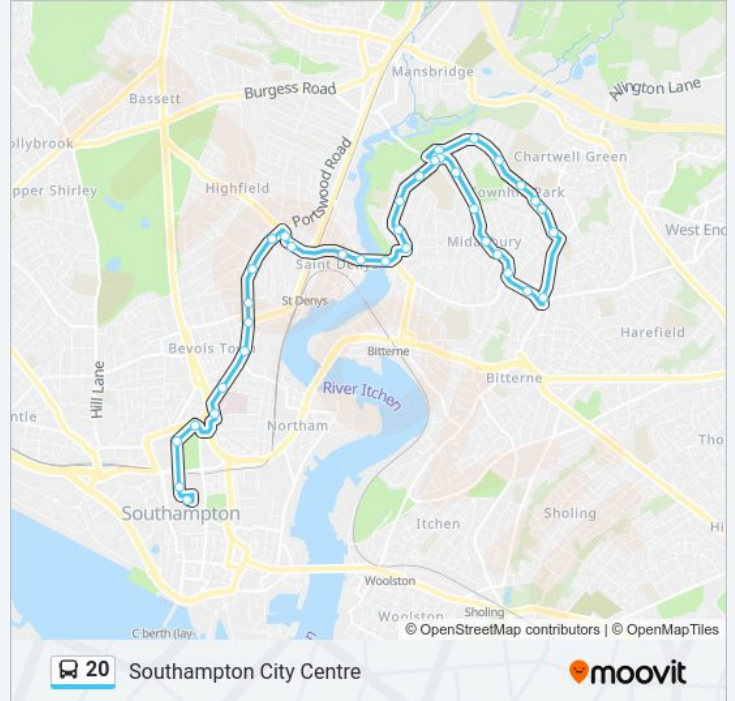 Mansbridge
Allington Lane
Burgess Road
Bassett
ollybrook
Portswood Road
Chartwell Green
pper Shirley
Highfield
Townhill Park
West End
Midanbury
Saint Denys
St Denys
Harefield
Bevois Town
Bitterne
Hill Lane
Bitterne
River Itchen
ntle
Northam
Tho
Southampton
Itchen
Sholing
Hi
Woolston
Sholing
Woolston
C berth (lay-
© OpenStreetMap contributors | © OpenMapTiles
20 Southampton City Centre
moovit